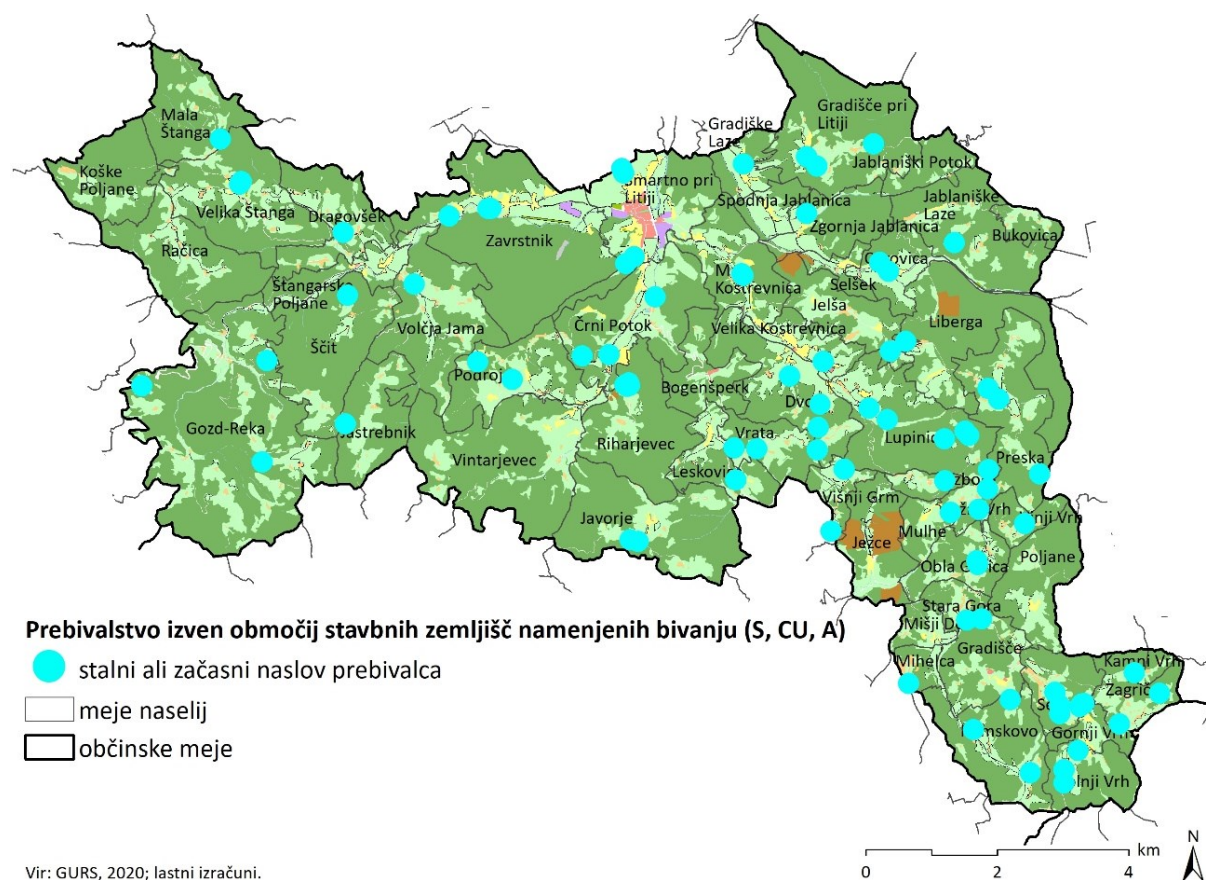 Mala
Štanga
Koške
Poljane
Velika Štanga
Dragovšek
Račica
Štangarske
Poljane
Ščit
Gozd-Reka
Jastrebnik
Volčja Jama
Zavrstnik
Šmartno pri
Litiji
Gradiške
Laze
Gradišče pri
Litiji
Jablaniški Potok
Spodnja Jablanica
Zgornja Jablanica
Jablaniške
Laze
Bukovica
Selšek
Kostrevnica
Jelša
Liberga
Velika Kostrevnica
Črni Potok
Bogenšperk
Vintarjevec
Riharjevec
Vrata
Javorje
Preska
Višnji Grm
Ježce
Mulhe
Poljane
Obla
Stara Gora
Mišji
Gradišče
Mihelca
Kamni Vrh
Gornji Vrh
Vrh
Prebivalstvo izven območij stavbnih zemljišč namenjenih bivanju (S, CU, A)
stalni ali začasni naslov prebivalca
meje naselij
občinske meje
Vir: GURS, 2020; lastni izračuni.
km
0 2 4
N